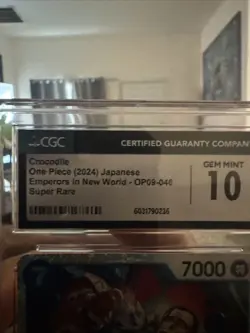 CGC
CERTIFIED GUARANTY COMPAN
Crocodile
One Piece (2024) Japanese
Emperors in New World - OP09-046
Super Rare
GEM MINT
10
7000